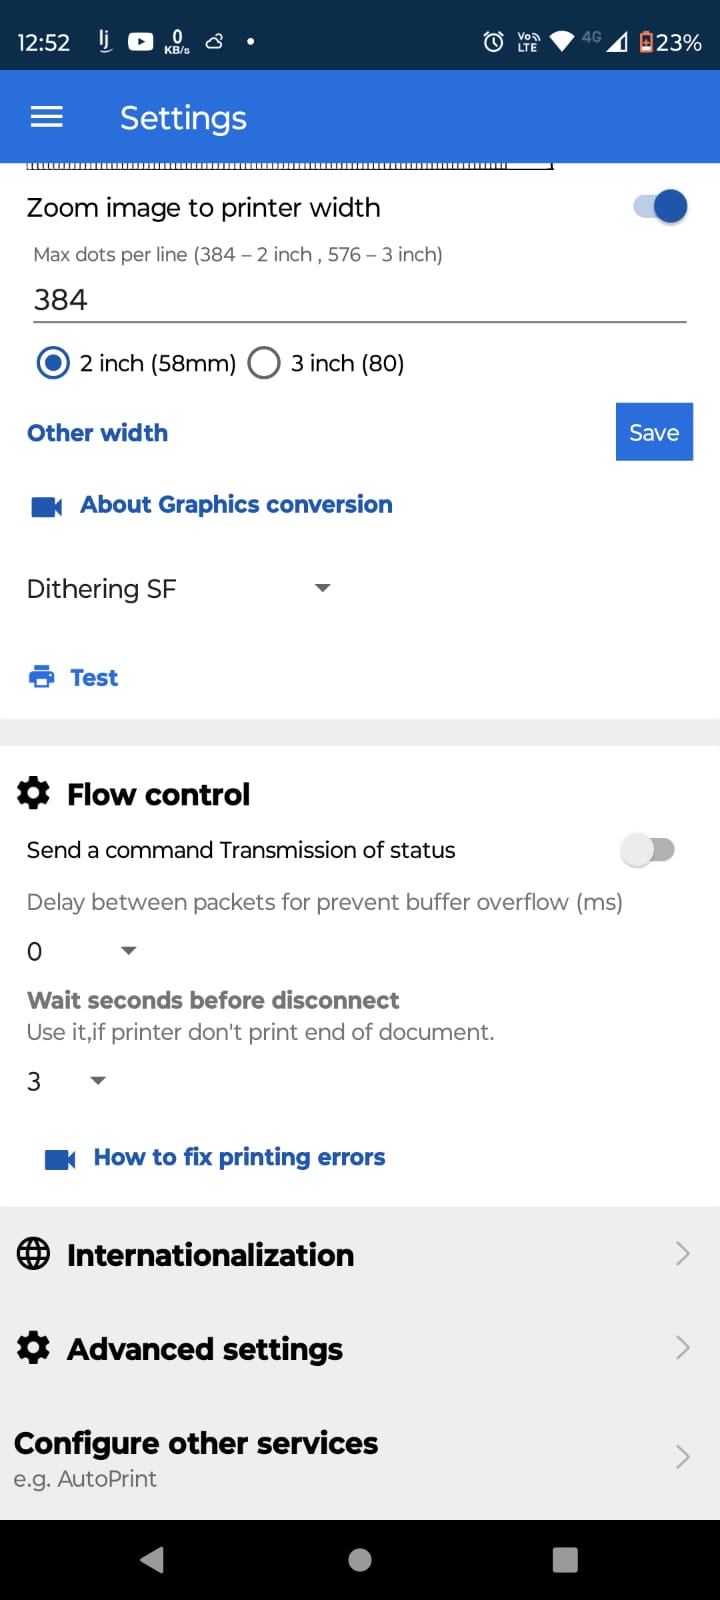 12:52 lj 0 KB/s Vo LTE 4G 23%
Settings
Zoom image to printer width
Max dots per line (384 – 2 inch , 576 – 3 inch)
384
2 inch (58mm) 3 inch (80)
Other width Save
About Graphics conversion
Dithering SF
Test
Flow control
Send a command Transmission of status
Delay between packets for prevent buffer overflow (ms)
0
Wait seconds before disconnect
Use it,if printer don't print end of document.
3
How to fix printing errors
Internationalization
Advanced settings
Configure other services
e.g. AutoPrint